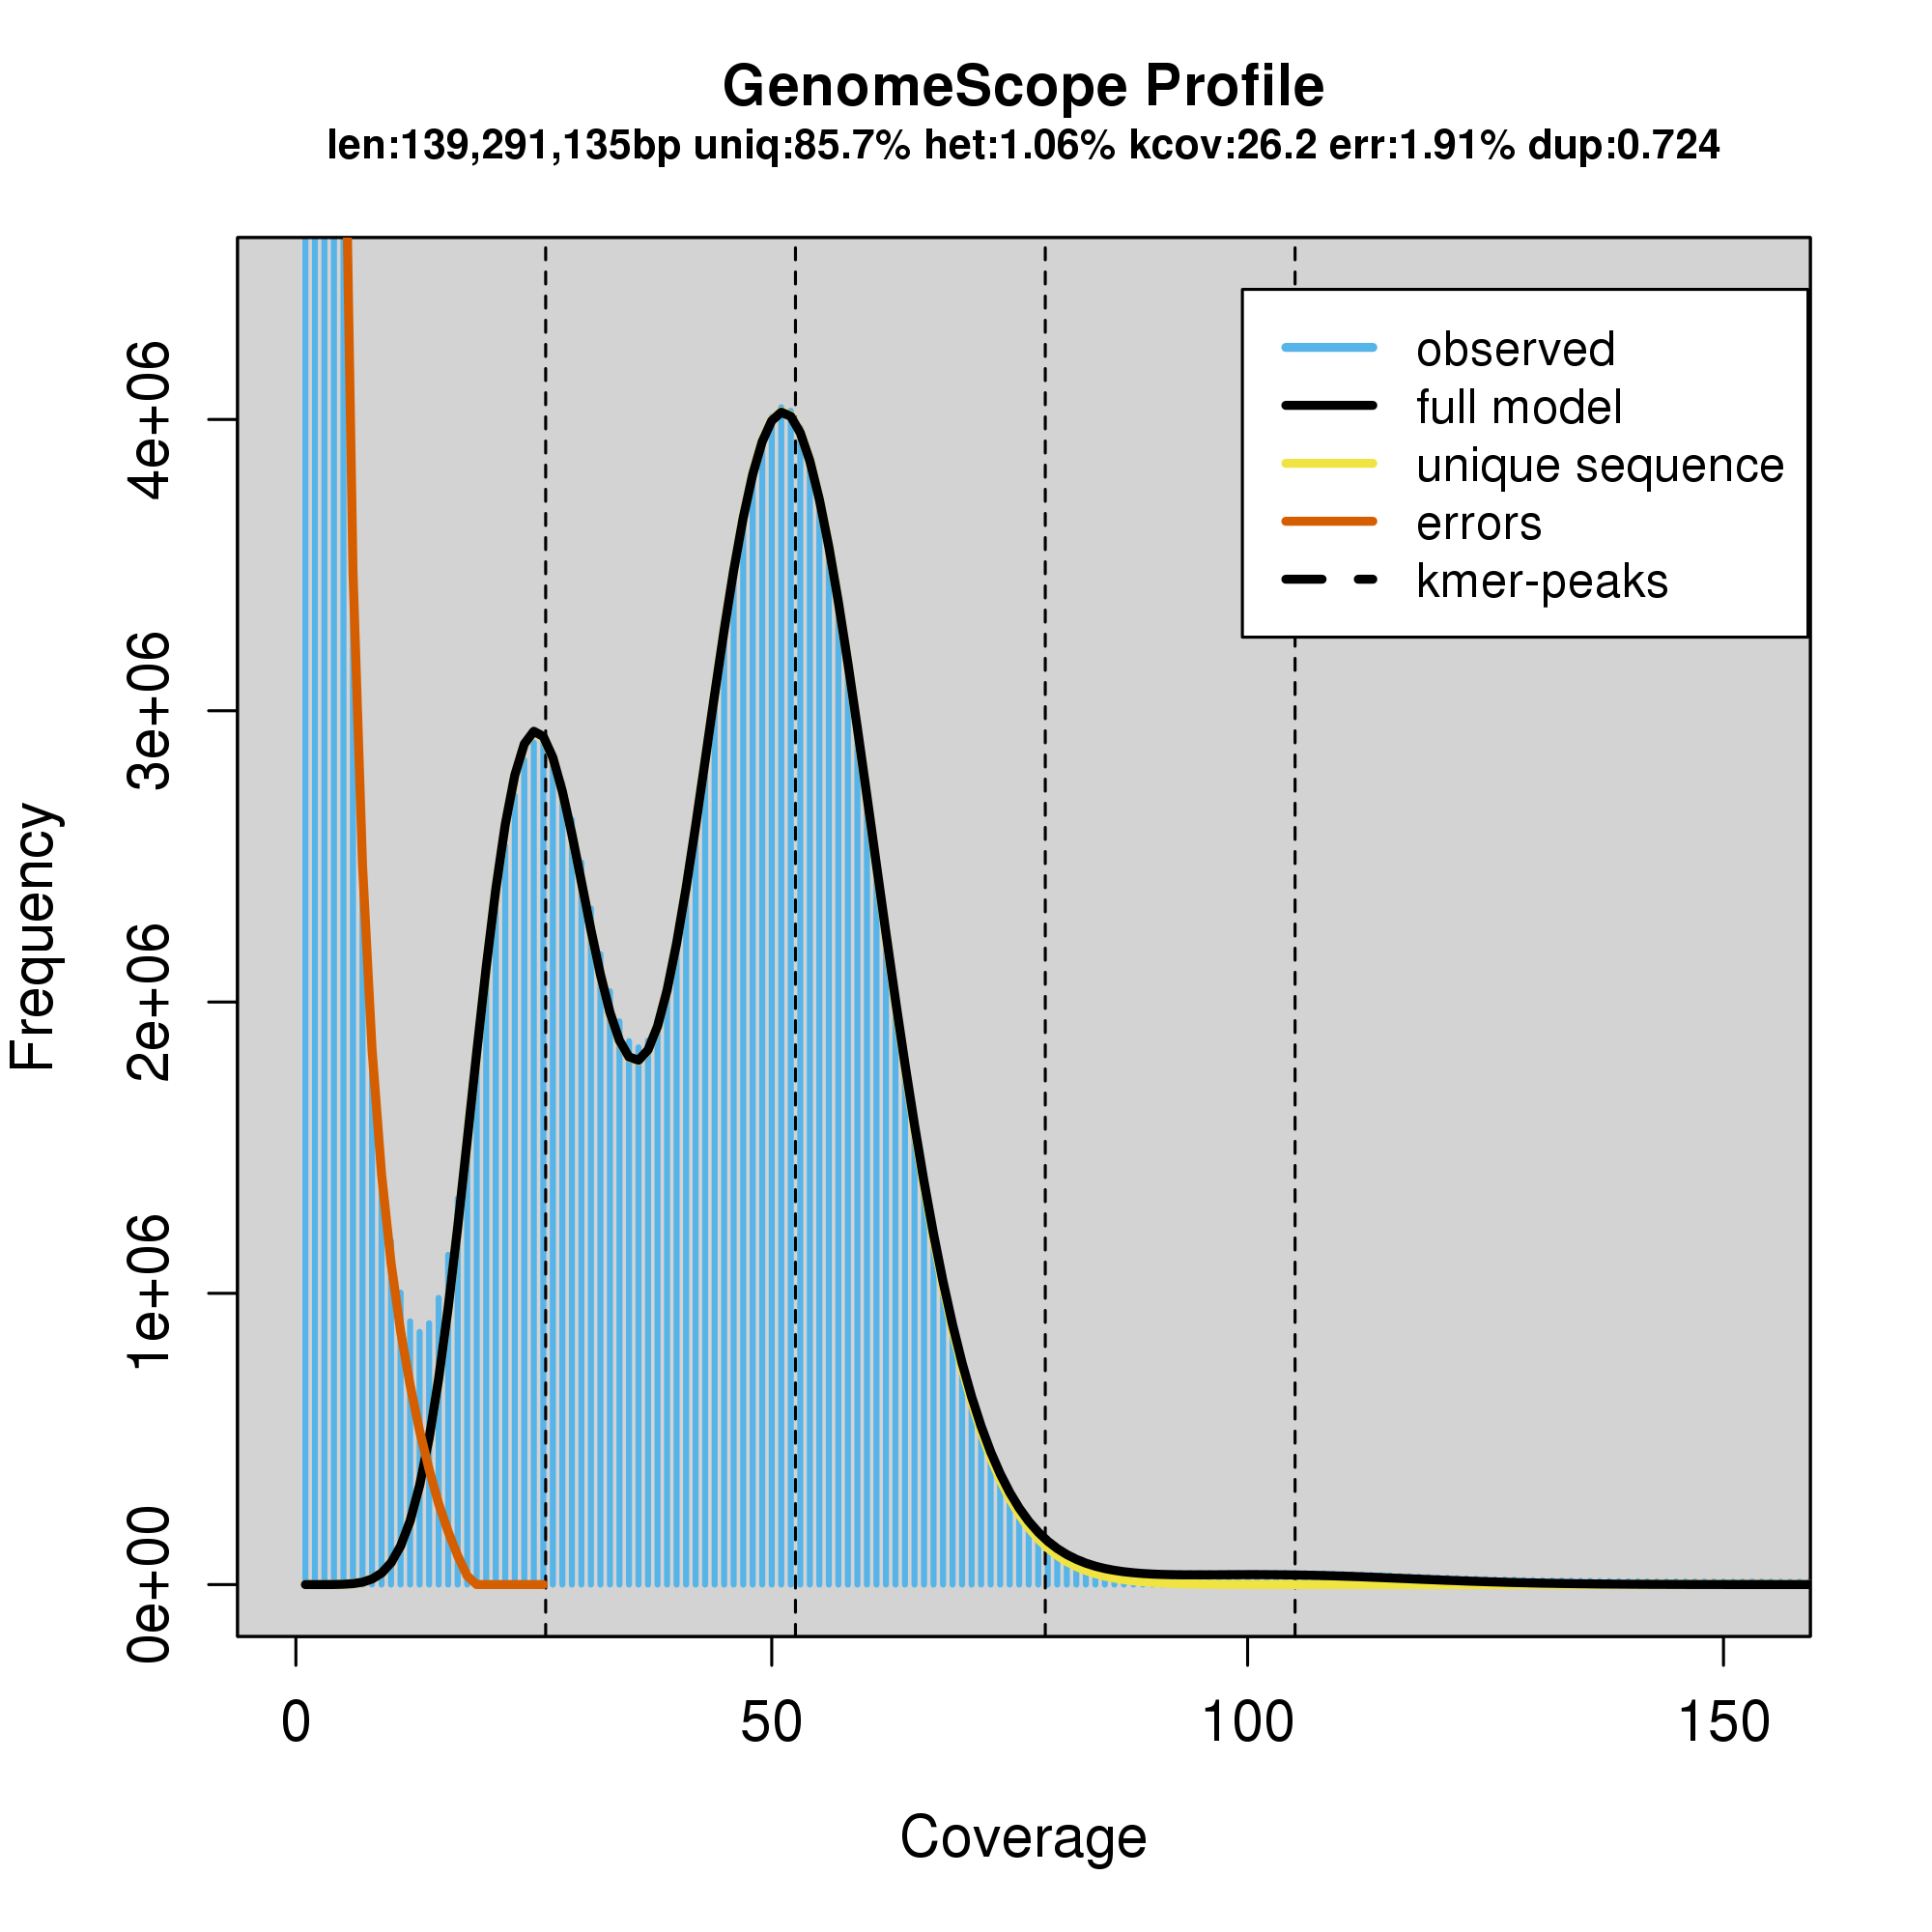 GenomeScope Profile
len:139,291,135bp uniq:85.7% het:1.06% kcov:26.2 err:1.91% dup:0.724
observed
full model
unique sequence
errors
kmer-peaks
Frequency
4e+06
3e+06
2e+06
1e+06
0e+00
0 50 100 150
Coverage